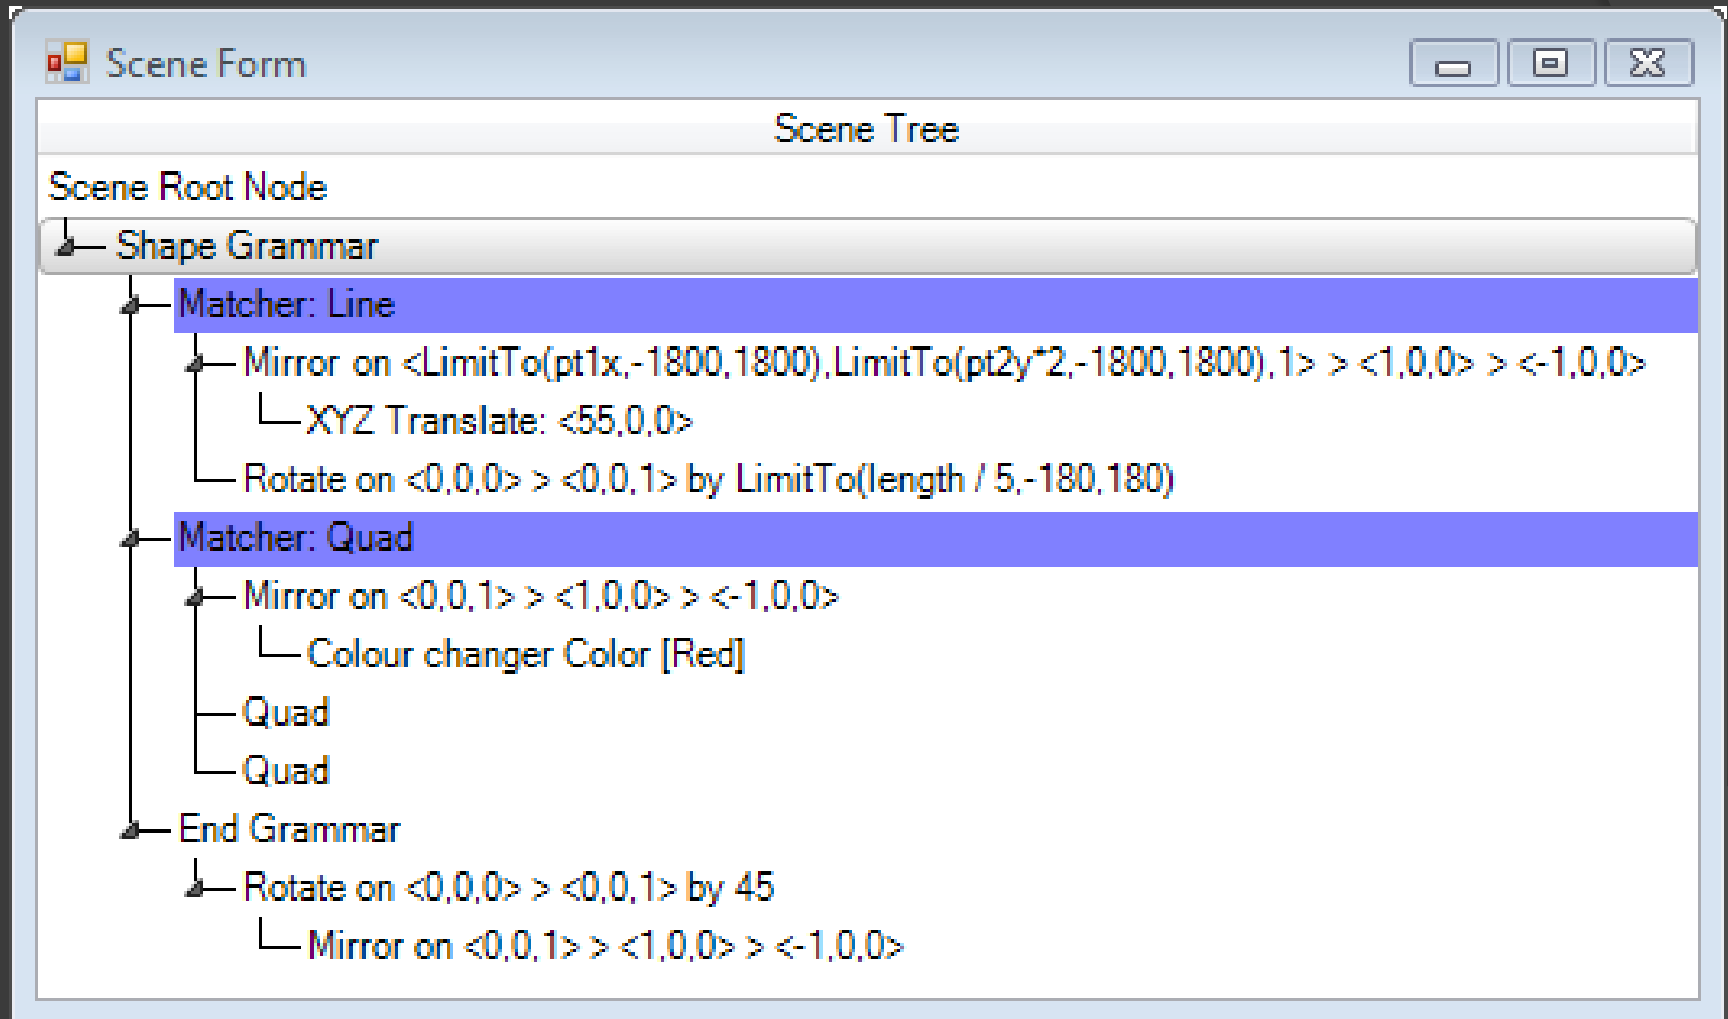 Scene Form
Scene Tree
Scene Root Node
Shape Grammar
Matcher: Line
Mirror on <LimitTo(pt1x,-1800,1800),LimitTo(pt2y*2,-1800,1800),1> > <1,0,0> > <-1,0,0>
XYZ Translate: <55,0,0>
Rotate on <0,0,0> > <0,0,1> by LimitTo(length / 5,-180,180)
Matcher: Quad
Mirror on <0,0,1> > <1,0,0> > <-1,0,0>
Colour changer Color [Red]
Quad
Quad
End Grammar
Rotate on <0,0,0> > <0,0,1> by 45
Mirror on <0,0,1> > <1,0,0> > <-1,0,0>